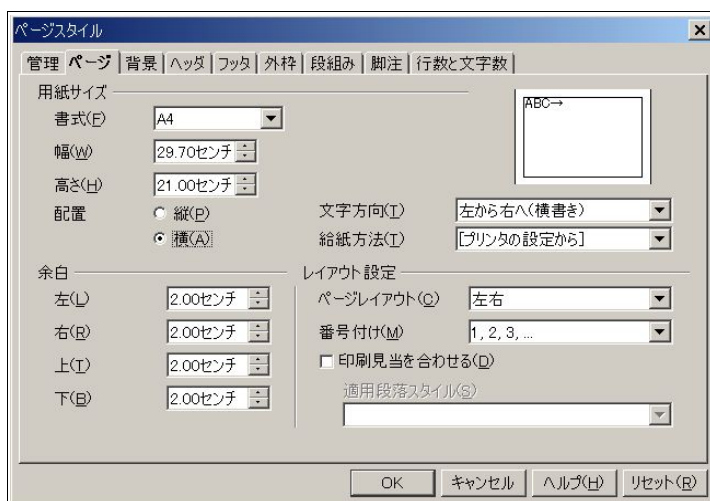 ページスタイル
管理 ページ 背景 ヘッダ フッタ 外枠 段組み 脚注 行数と文字数
用紙サイズ
書式(F) A4
ABC→
幅(W) 29.70センチ
高さ(H) 21.00センチ
配置 縦(P) 文字方向(T) 左から右へ(横書き)
横(A) 給紙方法(T) [プリンタの設定から]
余白 レイアウト設定
左(L) 2.00センチ ページレイアウト(C) 左右
右(R) 2.00センチ 番号付け(M) 1, 2, 3, ...
上(T) 2.00センチ 印刷見当を合わせる(D)
下(B) 2.00センチ 適用段落スタイル(S)
OK キャンセル ヘルプ(H) リセット(R)